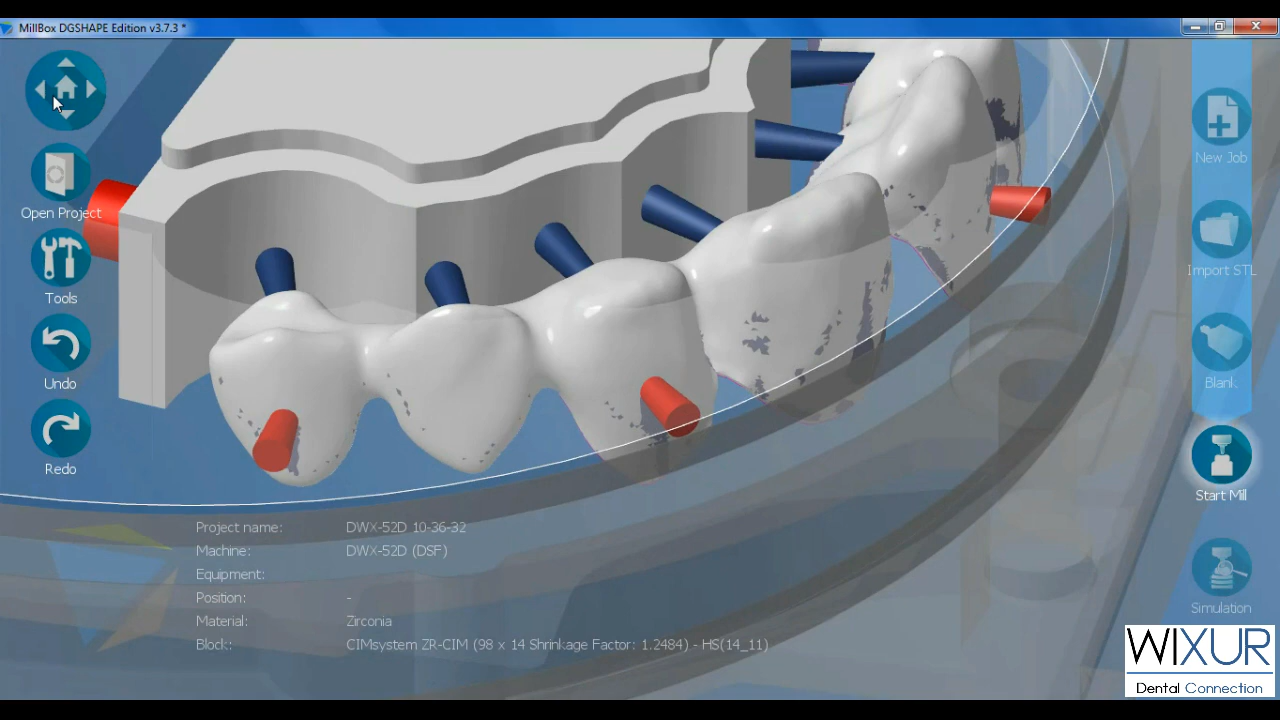 MillBox DGSHAPE Edition v3.7.3 *
Open Project
Tools
Undo
Redo
New Job
Import STL
Blank
Start Mill
Simulation
Project name: DWX-52D 10-36-32
Machine: DWX-52D (DSF)
Equipment:
Position: -
Material: Zirconia
Block: CIMsystem ZR-CIM (98 x 14 Shrinkage Factor: 1.2484) - HS(14_11)
WIXUR
Dental Connection